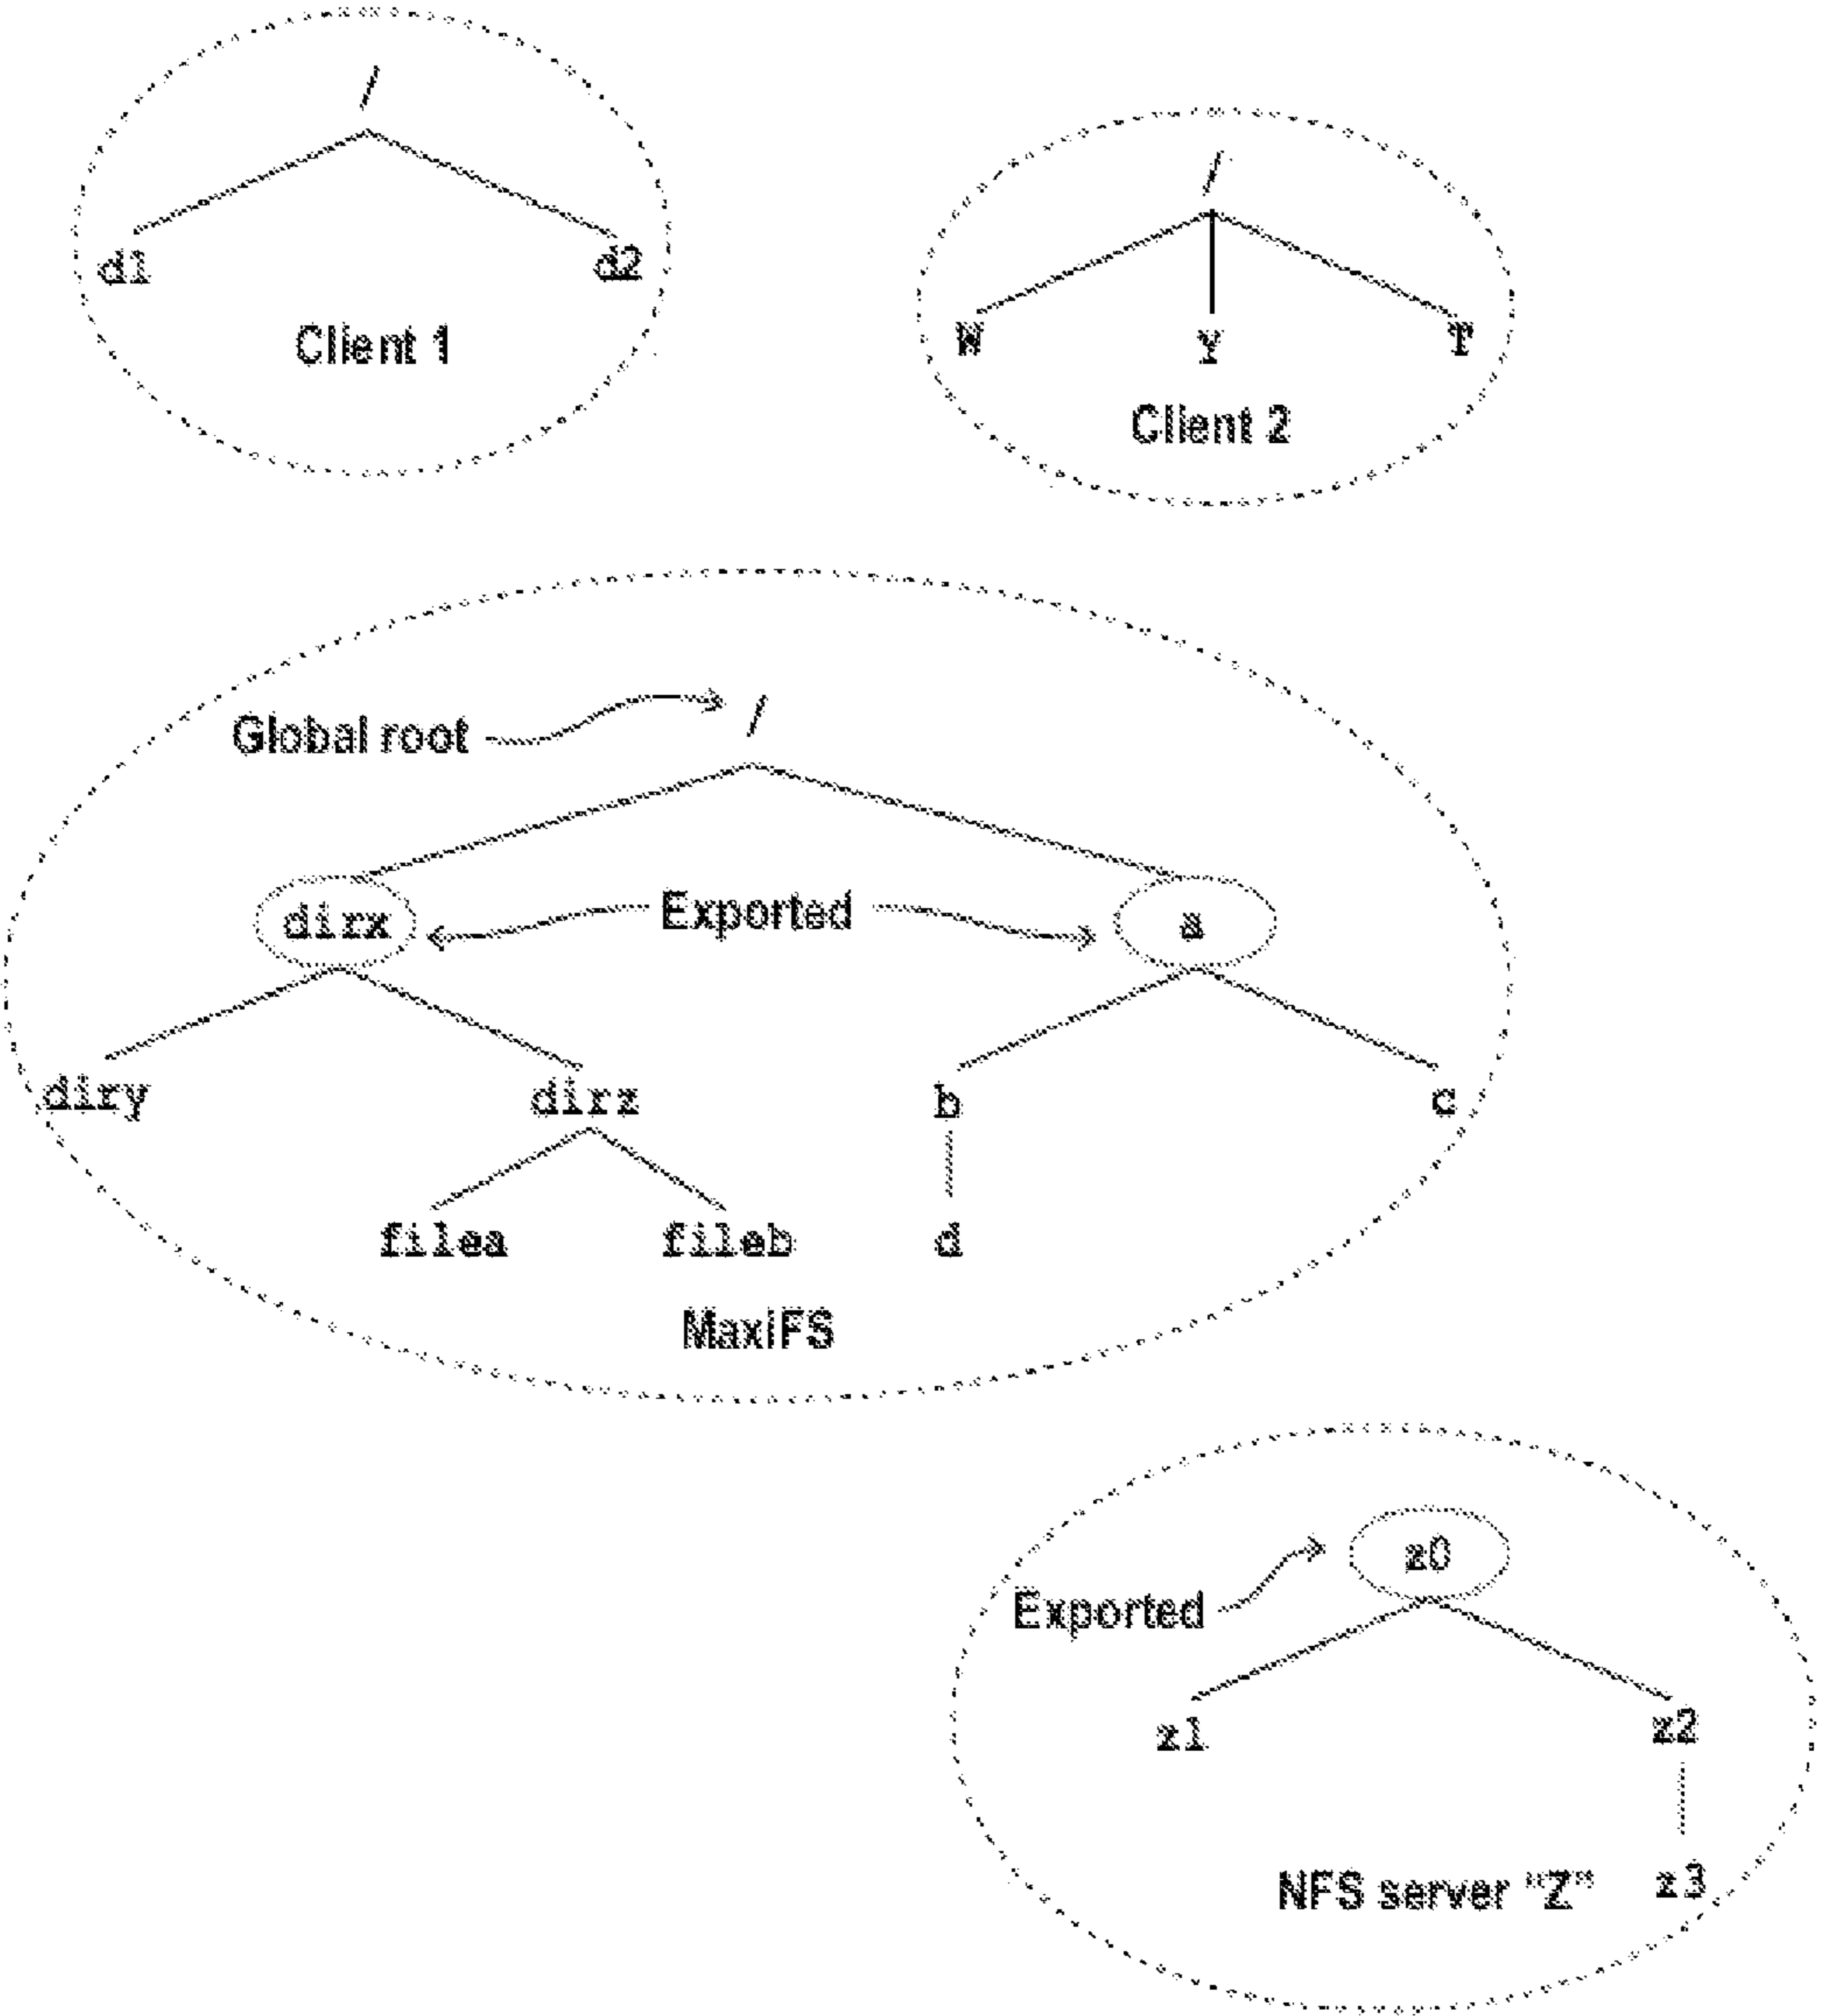 /
d1 d2
Client 1
/
W Y T
Client 2
Global root /
dirx Exported a
diry dirz b c
filea fileb d
MaxiFS
z0
Exported
z1 z2
NFS server "Z" z3